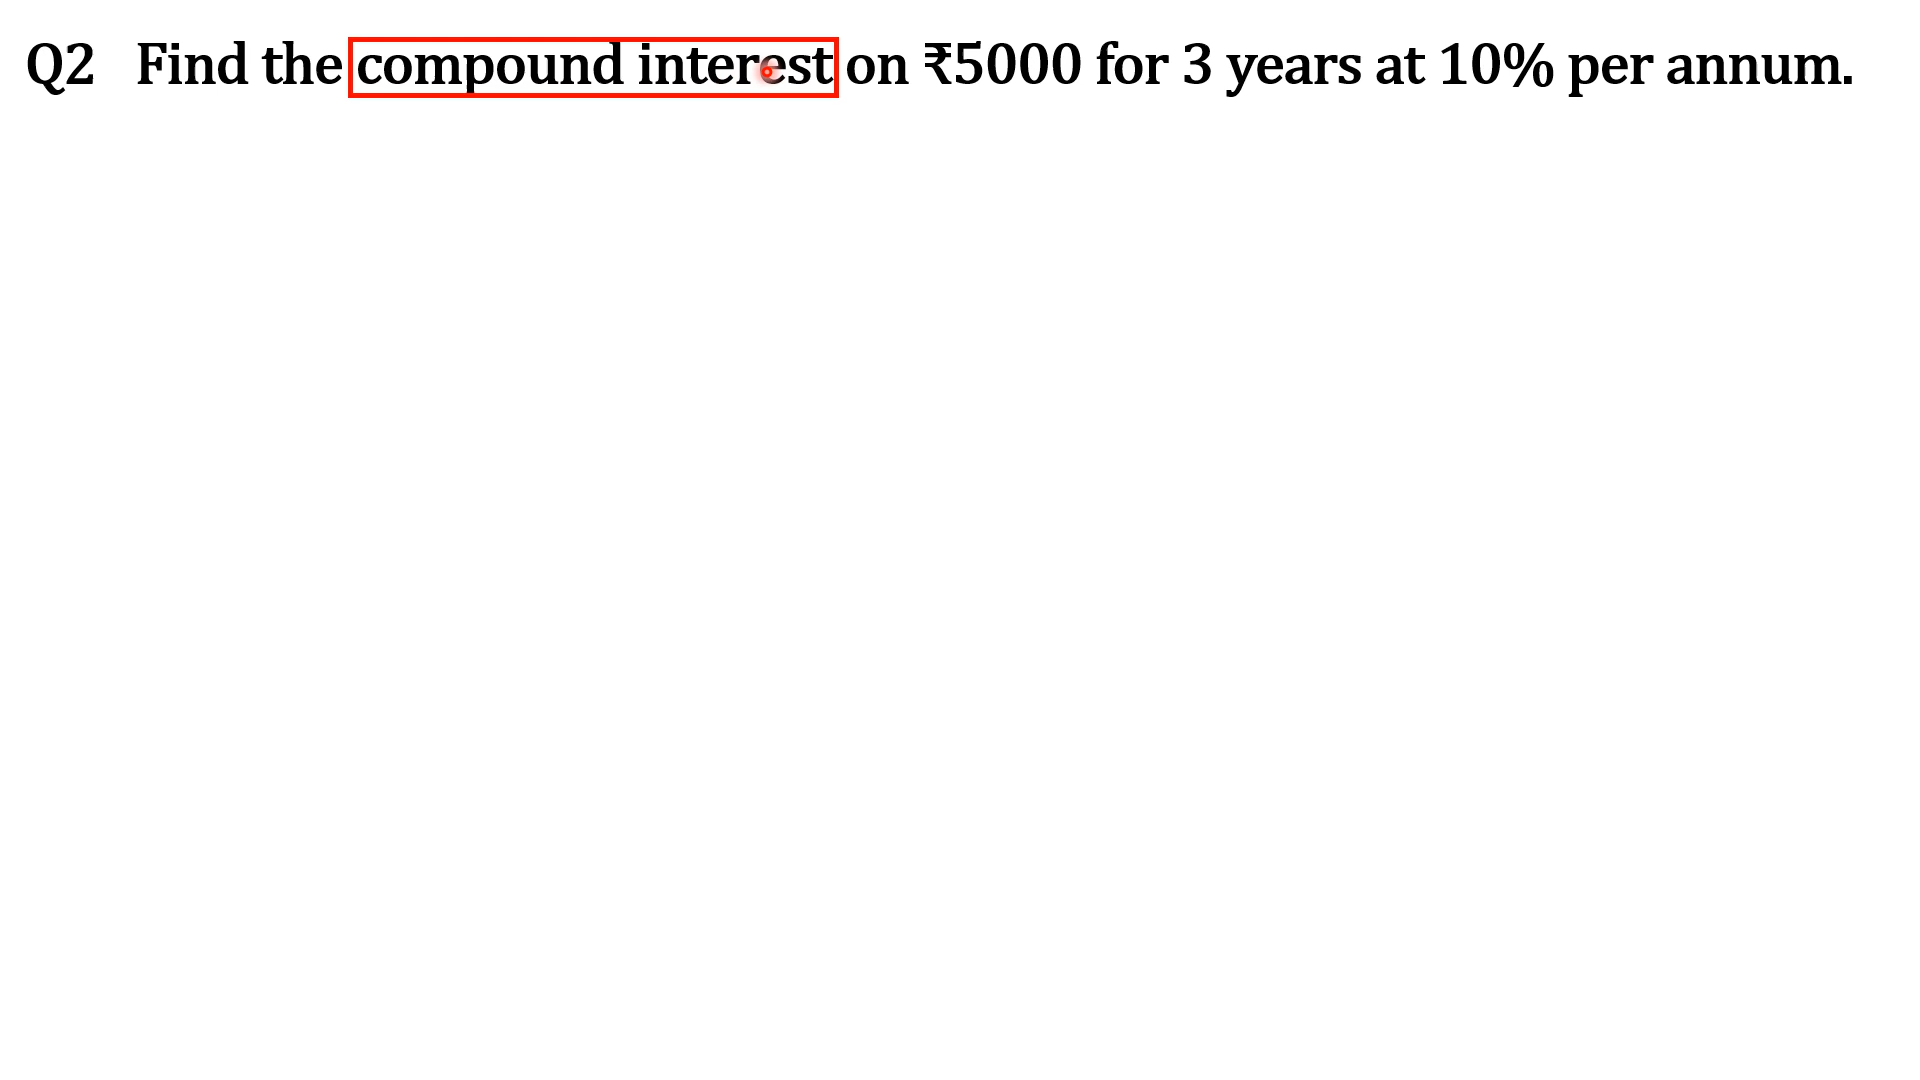 Q2 Find the compound interest on ₹5000 for 3 years at 10% per annum.